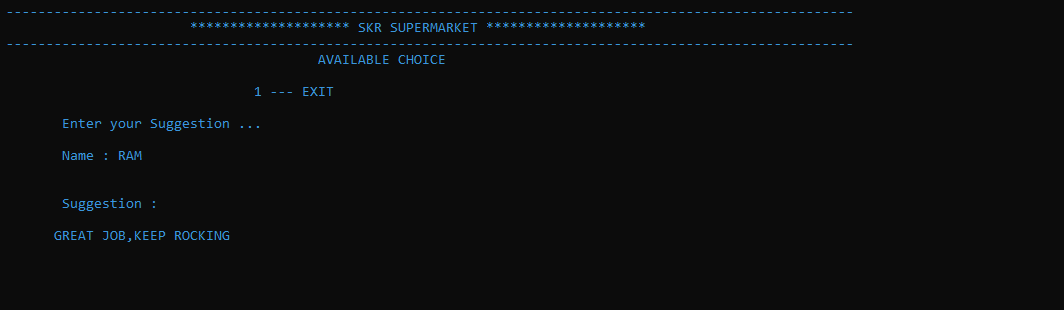 ----------------------------------------------------------------------------------------------------------
******************** SKR SUPERMARKET ********************
----------------------------------------------------------------------------------------------------------
AVAILABLE CHOICE
1 --- EXIT
Enter your Suggestion ...
Name : RAM
Suggestion :
GREAT JOB,KEEP ROCKING